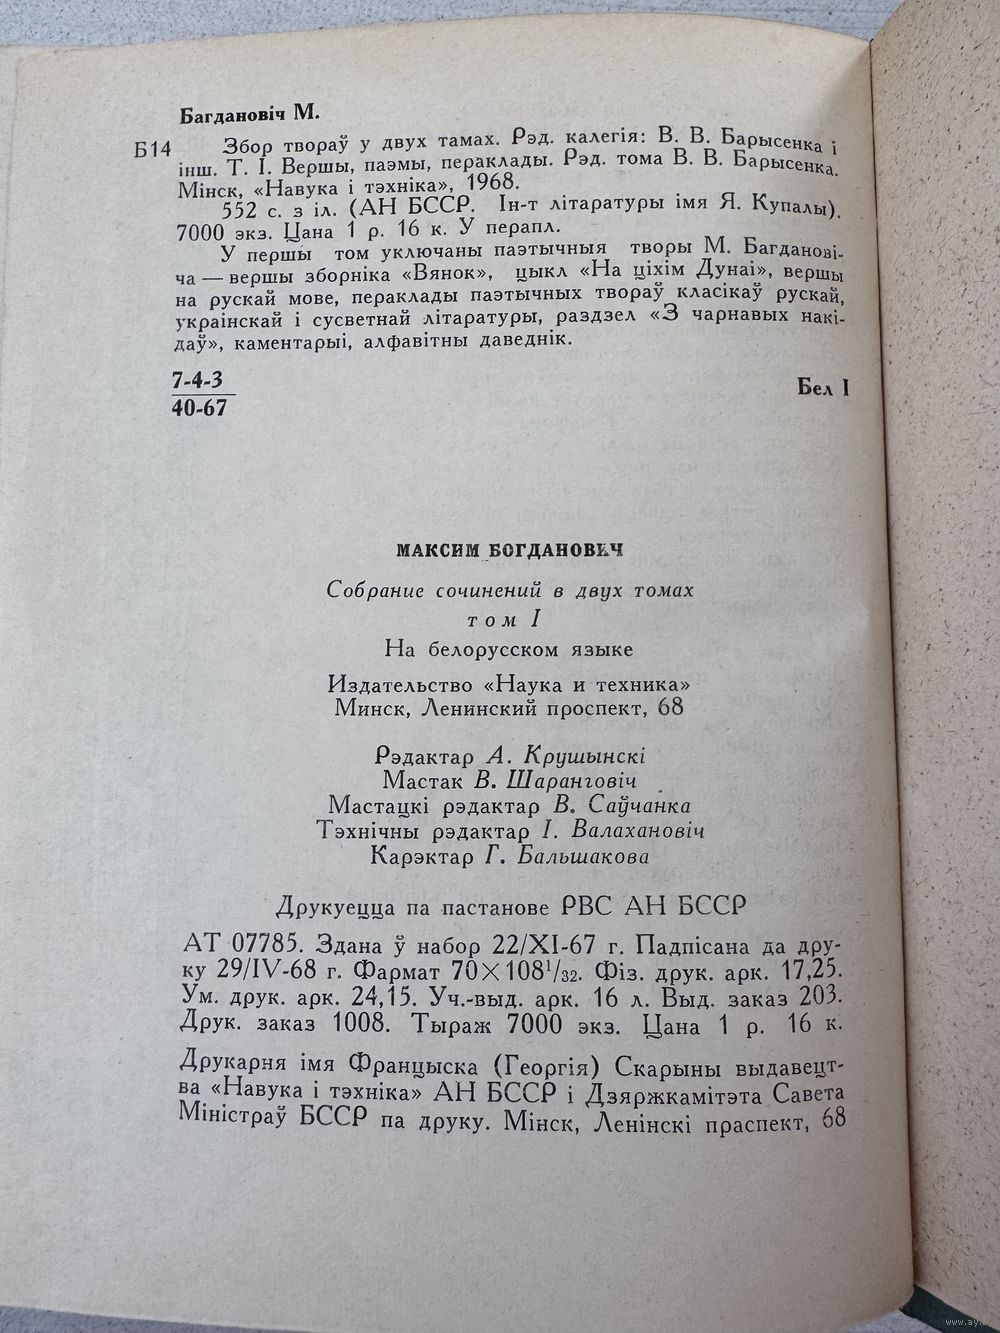 Багдановіч М.
Б14 Збор твораў у двух тамах. Рэд. калегія: В. В. Барысенка і
інш. Т. I. Вершы, паэмы, пераклады. Рэд. тома В. В. Барысенка.
Мінск, «Навука і тэхніка», 1968.
552 с. з іл. (АН БССР. Ін-т літаратуры імя Я. Купалы).
7000 экз. Цана 1 р. 16 к. У перапл.
У першы том уключаны паэтычныя творы М. Багданові-
ча — вершы зборніка «Вянок», цыкл «На ціхім Дунаі», вершы
на рускай мове, пераклады паэтычных твораў класікаў рускай,
украінскай і сусветнай літаратуры, раздзел «З чарнавых накі-
даў», каментарыі, алфавітны даведнік.
7-4-3
40-67
Бел I
МАКСИМ БОГДАНОВИЧ
Собрание сочинений в двух томах
том I
На белорусском языке
Издательство «Наука и техника»
Минск, Ленинский проспект, 68
Рэдактар А. Крушынскі
Мастак В. Шаранговіч
Мастацкі рэдактар В. Саўчанка
Тэхнічны рэдактар І. Валахановіч
Карэктар Г. Бальшакова
Друкуецца па пастанове РВС АН БССР
АТ 07785. Здана ў набор 22/XI-67 г. Падпісана да дру-
ку 29/IV-68 г. Фармат 70×108¹/₃₂. Фіз. друк. арк. 17,25.
Ум. друк. арк. 24,15. Уч.-выд. арк. 16 л. Выд. заказ 203.
Друк. заказ 1008. Тыраж 7000 экз. Цана 1 р. 16 к.
Друкарня імя Францыска (Георгія) Скарыны выдавецт-
ва «Навука і тэхніка» АН БССР і Дзяржкамітэта Савета
Міністраў БССР па друку. Мінск, Ленінскі праспект, 68